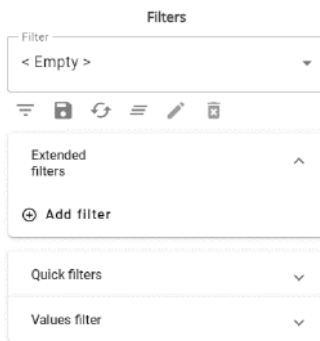 Filters
Filter
< Empty >
Extended
filters
Add filter
Quick filters
Values filter